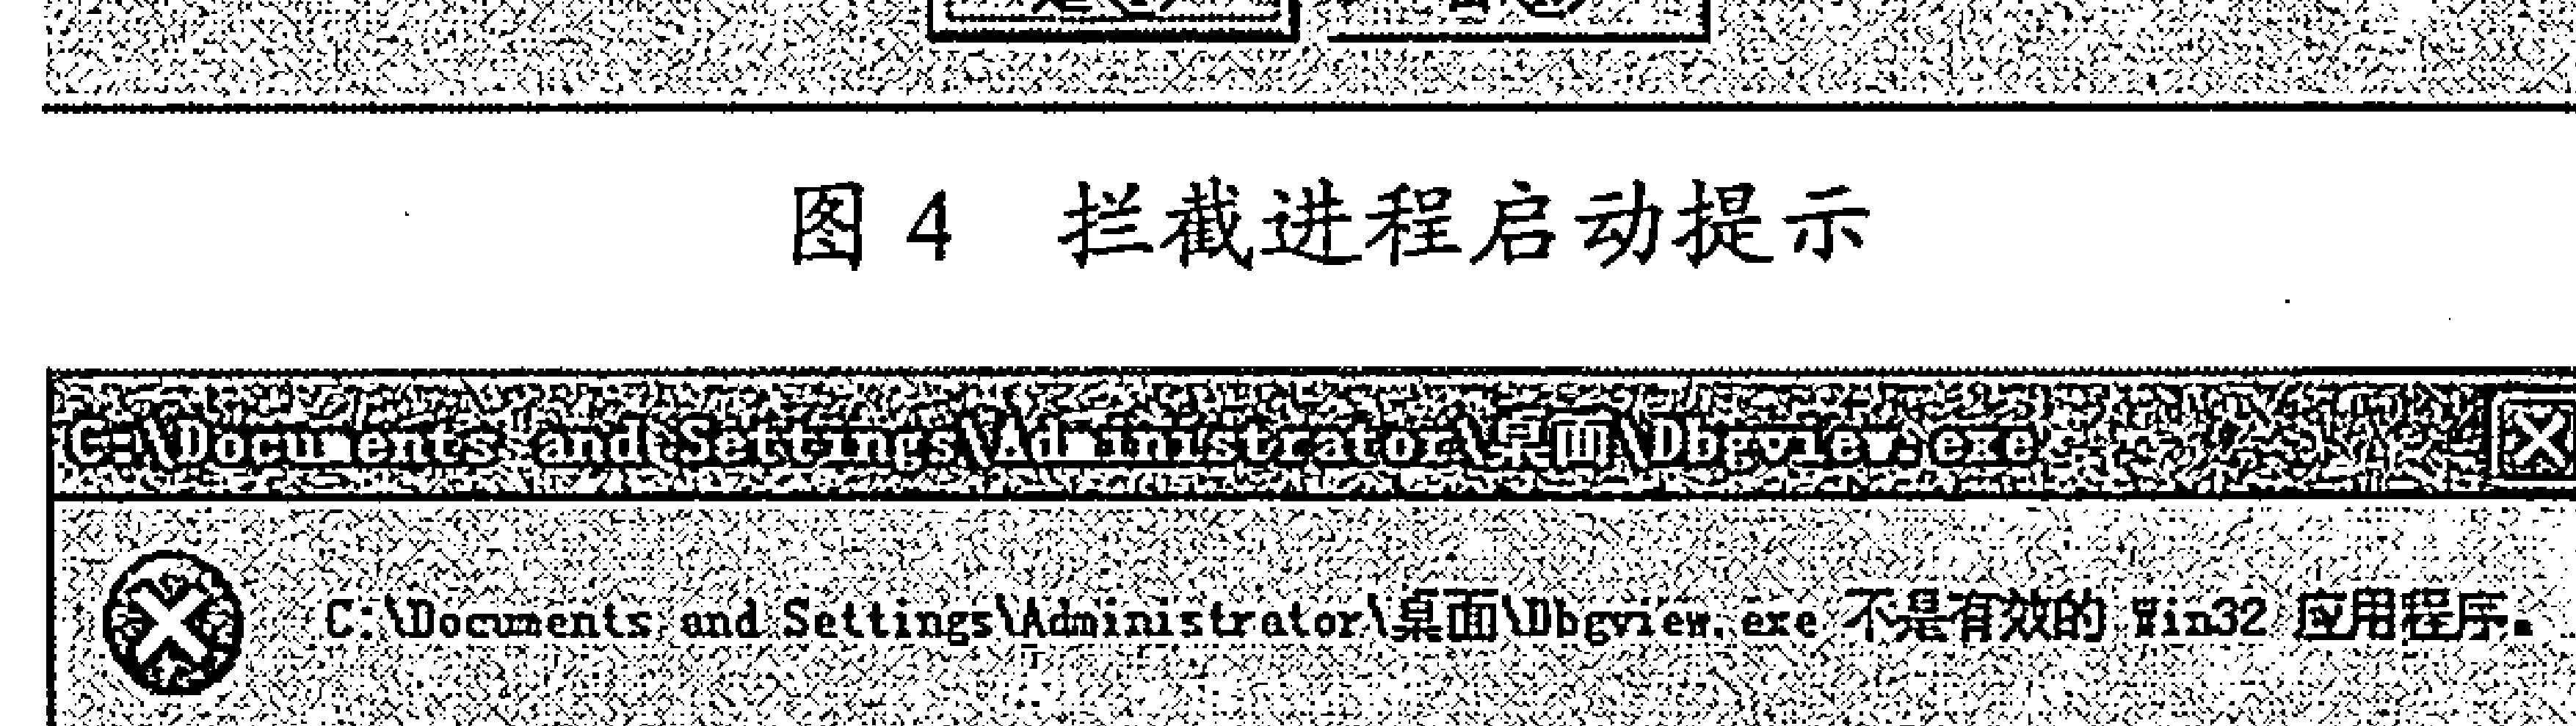 图 4 拦截进程启动提示
C:\Documents and Settings\Administrator\桌面\Dbgview.exe
C:\Documents and Settings\Administrator\桌面\Dbgview.exe 不是有效的 Win32 应用程序.